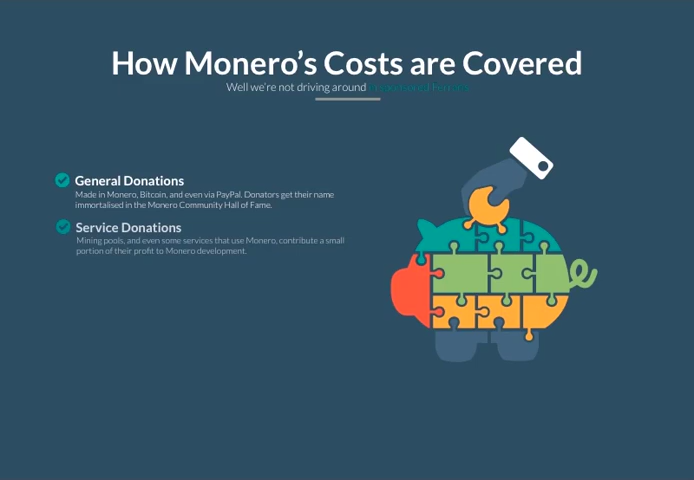 How Monero's Costs are Covered
Well we're not driving around
General Donations
Made in Monero, Bitcoin, and even via PayPal. Donators get their name
immortalised in the Monero Community Hall of Fame.
Service Donations
Mining pools, and even some services that use Monero, contribute a small
portion of their profit to Monero development.